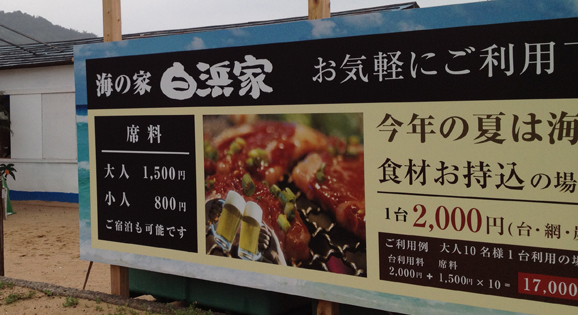 海の家 白浜家 お気軽にご利用下
席料
大人 1,500円
小人 800円
ご宿泊も可能です
今年の夏は海
食材お持込の場
1台2,000円(台・網・
ご利用例 大人10名様1台利用の場
台利用料 席料
2,000円 + 1,500円 × 10 = 17,000